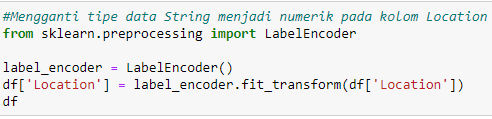 #Mengganti tipe data String menjadi numerik pada kolom Location
from sklearn.preprocessing import LabelEncoder
label_encoder = LabelEncoder()
df['Location'] = label_encoder.fit_transform(df['Location'])
df